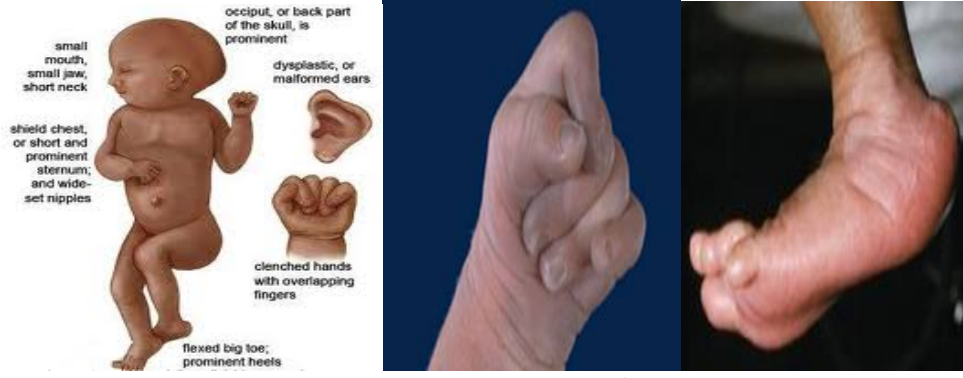 occiput, or back part
of the skull, is
prominent
small
mouth,
small jaw,
short neck
dysplastic, or
malformed ears
shield chest,
or short and
prominent
sternum;
and wide-
set nipples
clenched hands
with overlapping
fingers
flexed big toe;
prominent heels